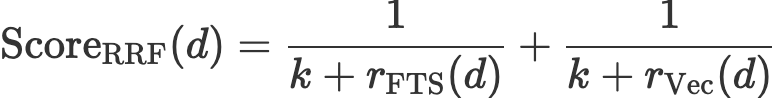 Score_RRF(d) = 1/(k + r_FTS(d)) + 1/(k + r_Vec(d))